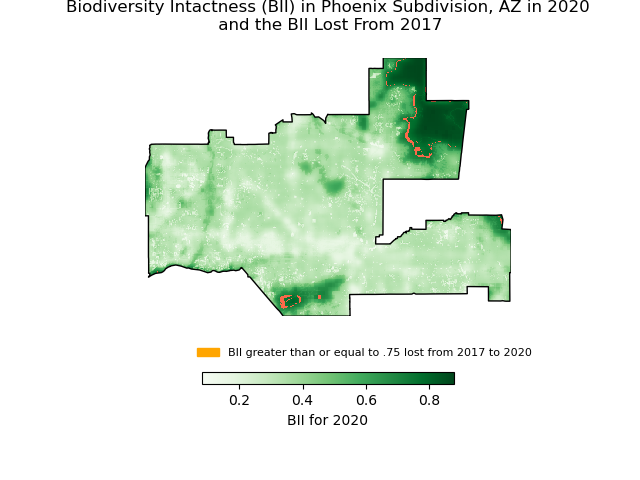 Biodiversity Intactness (BII) in Phoenix Subdivision, AZ in 2020
and the BII Lost From 2017
BII greater than or equal to .75 lost from 2017 to 2020
0.2 0.4 0.6 0.8
BII for 2020